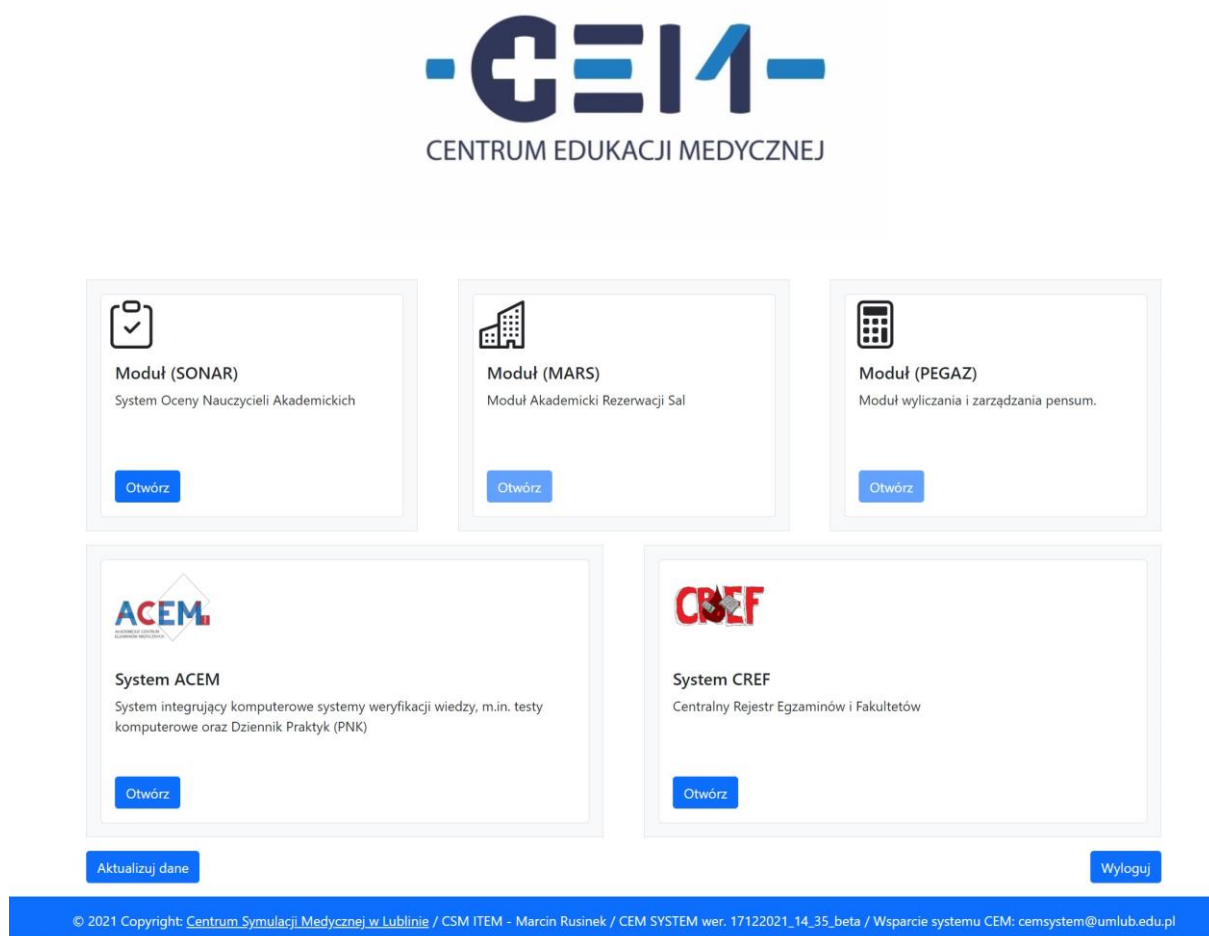 CEM
CENTRUM EDUKACJI MEDYCZNEJ
Moduł (SONAR)
System Oceny Nauczycieli Akademickich
Otwórz
Moduł (MARS)
Moduł Akademicki Rezerwacji Sal
Otwórz
Moduł (PEGAZ)
Moduł wyliczania i zarządzania pensum.
Otwórz
ACEM
System ACEM
System integrujący komputerowe systemy weryfikacji wiedzy, m.in. testy
komputerowe oraz Dziennik Praktyk (PNK)
Otwórz
CREF
System CREF
Centralny Rejestr Egzaminów i Fakultetów
Otwórz
Aktualizuj dane
Wyloguj
© 2021 Copyright: Centrum Symulacji Medycznej w Lublinie / CSM ITEM - Marcin Rusinek / CEM SYSTEM wer. 17122021_14_35_beta / Wsparcie systemu CEM: cemsystem@umlub.edu.pl